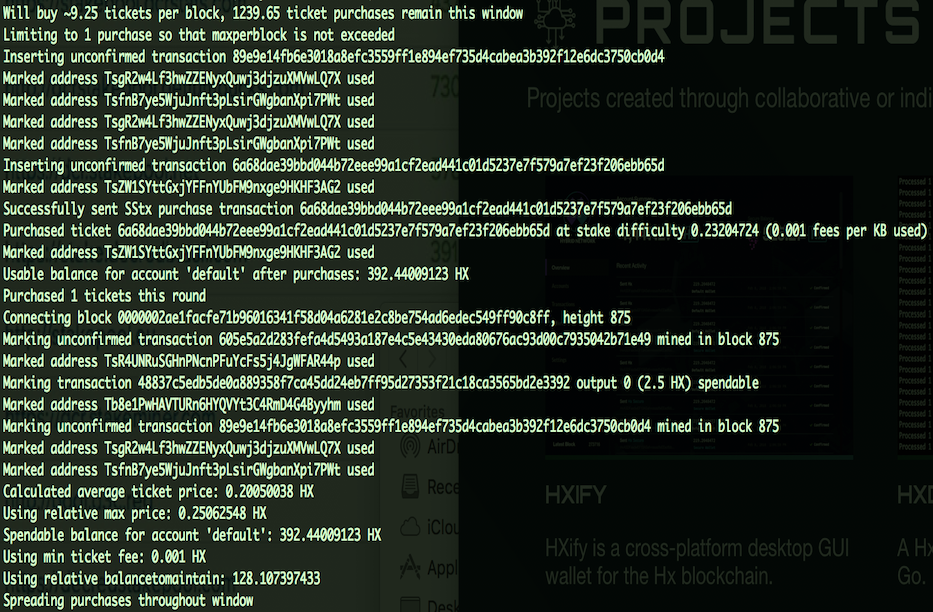 Will buy ~9.25 tickets per block, 1239.65 ticket purchases remain this window
Limiting to 1 purchase so that maxperblock is not exceeded
Inserting unconfirmed transaction 89e9e14fb6e3018a8efc3559ff1e894ef735d4cabea3b392f12e6dc3750cb0d4
Marked address TsgR2w4Lf3hwZZENyxQuwj3djzuXMVwLQ7X used
Marked address TsfnB7ye5WjuJnft3pLsirGWgbanXpi7PWt used
Marked address TsgR2w4Lf3hwZZENyxQuwj3djzuXMVwLQ7X used
Marked address TsfnB7ye5WjuJnft3pLsirGWgbanXpi7PWt used
Inserting unconfirmed transaction 6a68dae39bbd044b72eee99a1cf2ead441c01d5237e7f579a7ef23f206ebb65d
Marked address TsZW1SYttGxjYFFnYUbFM9nxge9HKHF3AG2 used
Successfully sent SStx purchase transaction 6a68dae39bbd044b72eee99a1cf2ead441c01d5237e7f579a7ef23f206ebb65d
Purchased ticket 6a68dae39bbd044b72eee99a1cf2ead441c01d5237e7f579a7ef23f206ebb65d at stake difficulty 0.23204724 (0.001 fees per KB used)
Marked address TsZW1SYttGxjYFFnYUbFM9nxge9HKHF3AG2 used
Usable balance for account 'default' after purchases: 392.44009123 HX
Purchased 1 tickets this round
Connecting block 0000002ae1facfe71b96016341f58d04a6281e2c8be754ad6edec549ff90c8ff, height 875
Marking unconfirmed transaction 605e5a2d283fefa4d5493a187e4c5e43430eda80676ac93d00c7935042b71e49 mined in block 875
Marked address TsR4UNRuSGHnPNcnPFuYcFs5j4JgWFAR44p used
Marking transaction 48837c5edb5de0a889358f7ca45dd24eb7ff95d27353f21c18ca3565bd2e3392 output 0 (2.5 HX) spendable
Marked address Tb8e1PwHAVTURn6HYQVYt3C4RmD4G4Byyhm used
Marking unconfirmed transaction 89e9e14fb6e3018a8efc3559ff1e894ef735d4cabea3b392f12e6dc3750cb0d4 mined in block 875
Marked address TsgR2w4Lf3hwZZENyxQuwj3djzuXMVwLQ7X used
Marked address TsfnB7ye5WjuJnft3pLsirGWgbanXpi7PWt used
Calculated average ticket price: 0.20050038 HX
Using relative max price: 0.25062548 HX
Spendable balance for account 'default': 392.44009123 HX
Using min ticket fee: 0.001 HX
Using relative balancetomaintain: 128.107397433
Spreading purchases throughout window
PROJECTS
Projects created through collaborative or indi
Favorites
AirD
Rece
iClou
Appl
Desk
HXIFY
HXify is a cross-platform desktop GUI
wallet for the Hx blockchain.
HXD
A Hx
Go.